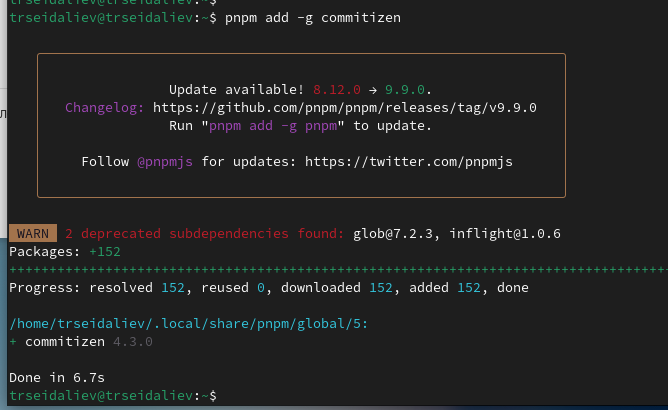 trseidaliev@trseidaliev:~$
trseidaliev@trseidaliev:~$ pnpm add -g commitizen
Update available! 8.12.0 → 9.9.0.
Changelog: https://github.com/pnpm/pnpm/releases/tag/v9.9.0
Run "pnpm add -g pnpm" to update.
Follow @pnpmjs for updates: https://twitter.com/pnpmjs
WARN 2 deprecated subdependencies found: glob@7.2.3, inflight@1.0.6
Packages: +152
++++++++++++++++++++++++++++++++++++++++++++++++++++++++++++++++++++++++++++++++++
Progress: resolved 152, reused 0, downloaded 152, added 152, done
/home/trseidaliev/.local/share/pnpm/global/5:
+ commitizen 4.3.0
Done in 6.7s
trseidaliev@trseidaliev:~$